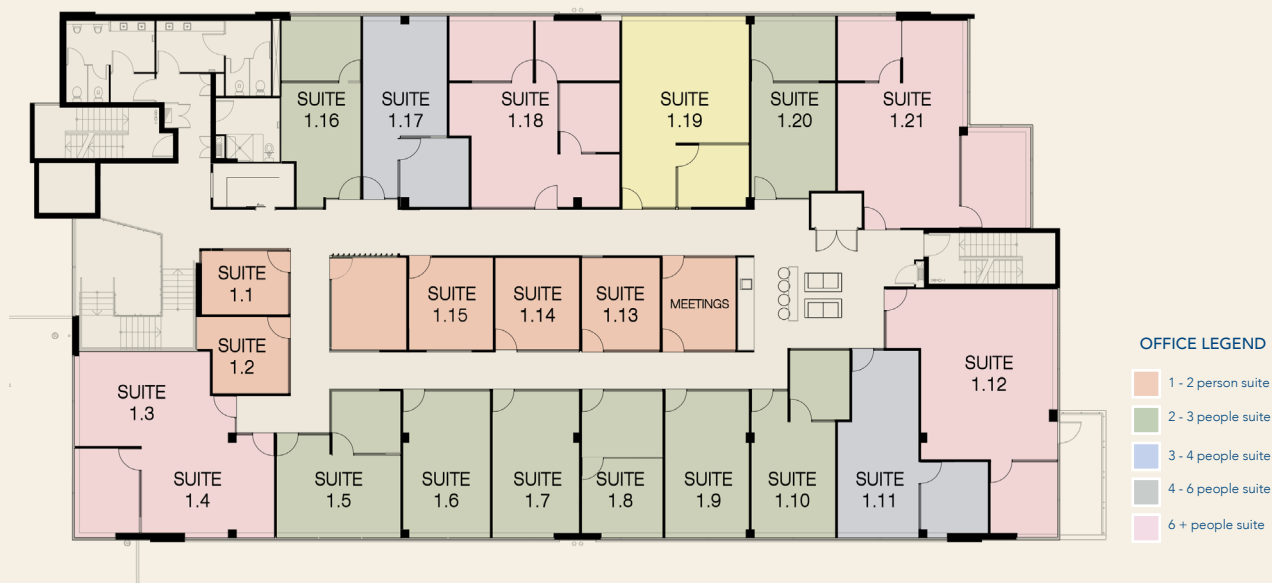 SUITE
1.16
SUITE
1.17
SUITE
1.18
SUITE
1.19
SUITE
1.20
SUITE
1.21
SUITE
1.1
SUITE
1.2
SUITE
1.15
SUITE
1.14
SUITE
1.13
MEETINGS
SUITE
1.3
SUITE
1.4
SUITE
1.5
SUITE
1.6
SUITE
1.7
SUITE
1.8
SUITE
1.9
SUITE
1.10
SUITE
1.11
SUITE
1.12
OFFICE LEGEND
1 - 2 person suite
2 - 3 people suite
3 - 4 people suite
4 - 6 people suite
6 + people suite